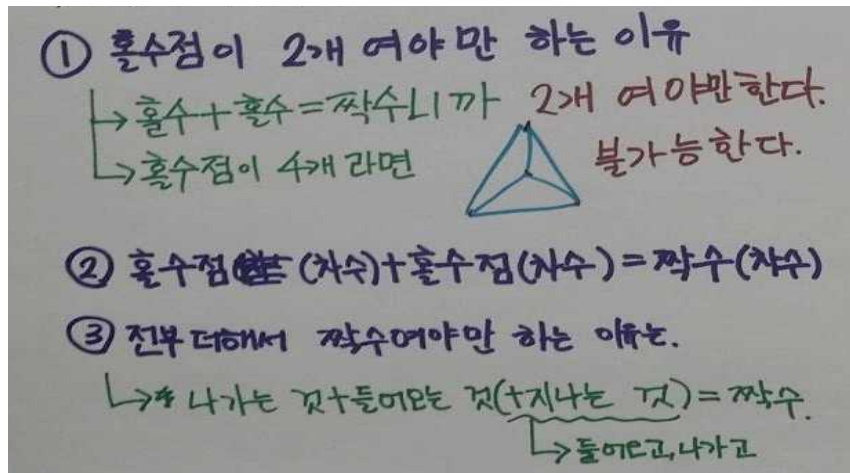 ① 홀수점이 2개 여야만 하는 이유
→ 홀수+홀수=짝수니까 2개 여야만한다.
→ 홀수점이 4개 라면 불가능한다.
② 홀수점 (차수)+홀수점(차수)=짝수(차수)
③ 전부 더해서 짝수여야만 하는 이유는.
→ 나가는 것+들어오는 것(+지나는 것)=짝수.
→ 들어오고,나가고